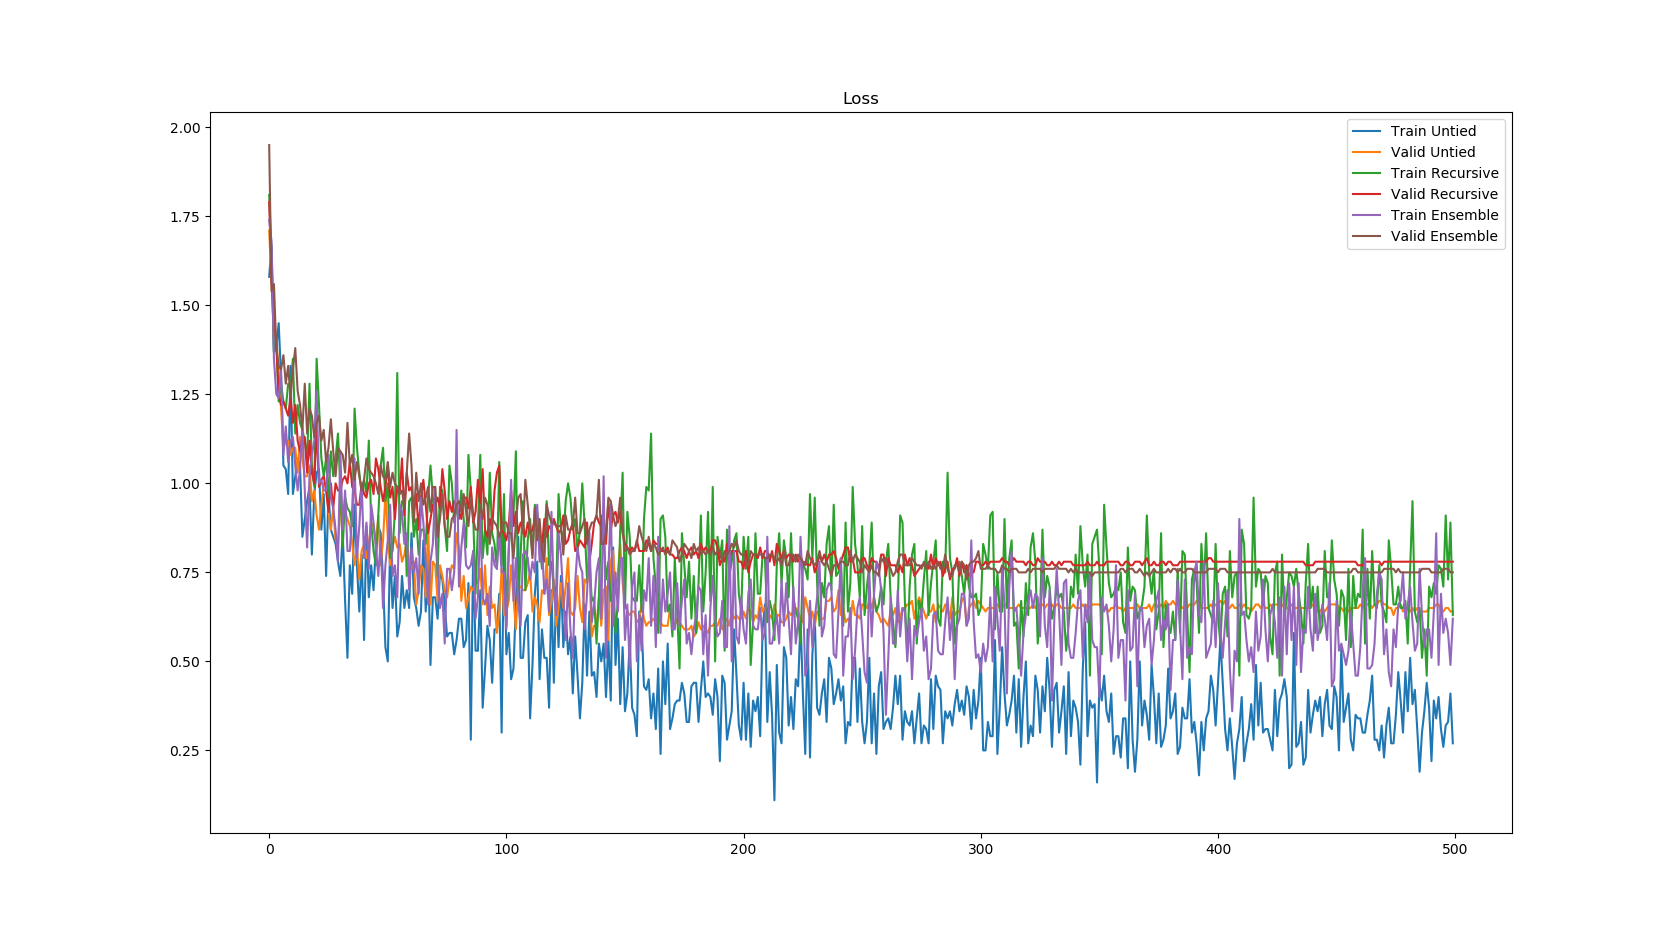 Loss
2.00
1.75
1.50
1.25
1.00
0.75
0.50
0.25
0
100
200
300
400
500
Train Untied
Valid Untied
Train Recursive
Valid Recursive
Train Ensemble
Valid Ensemble